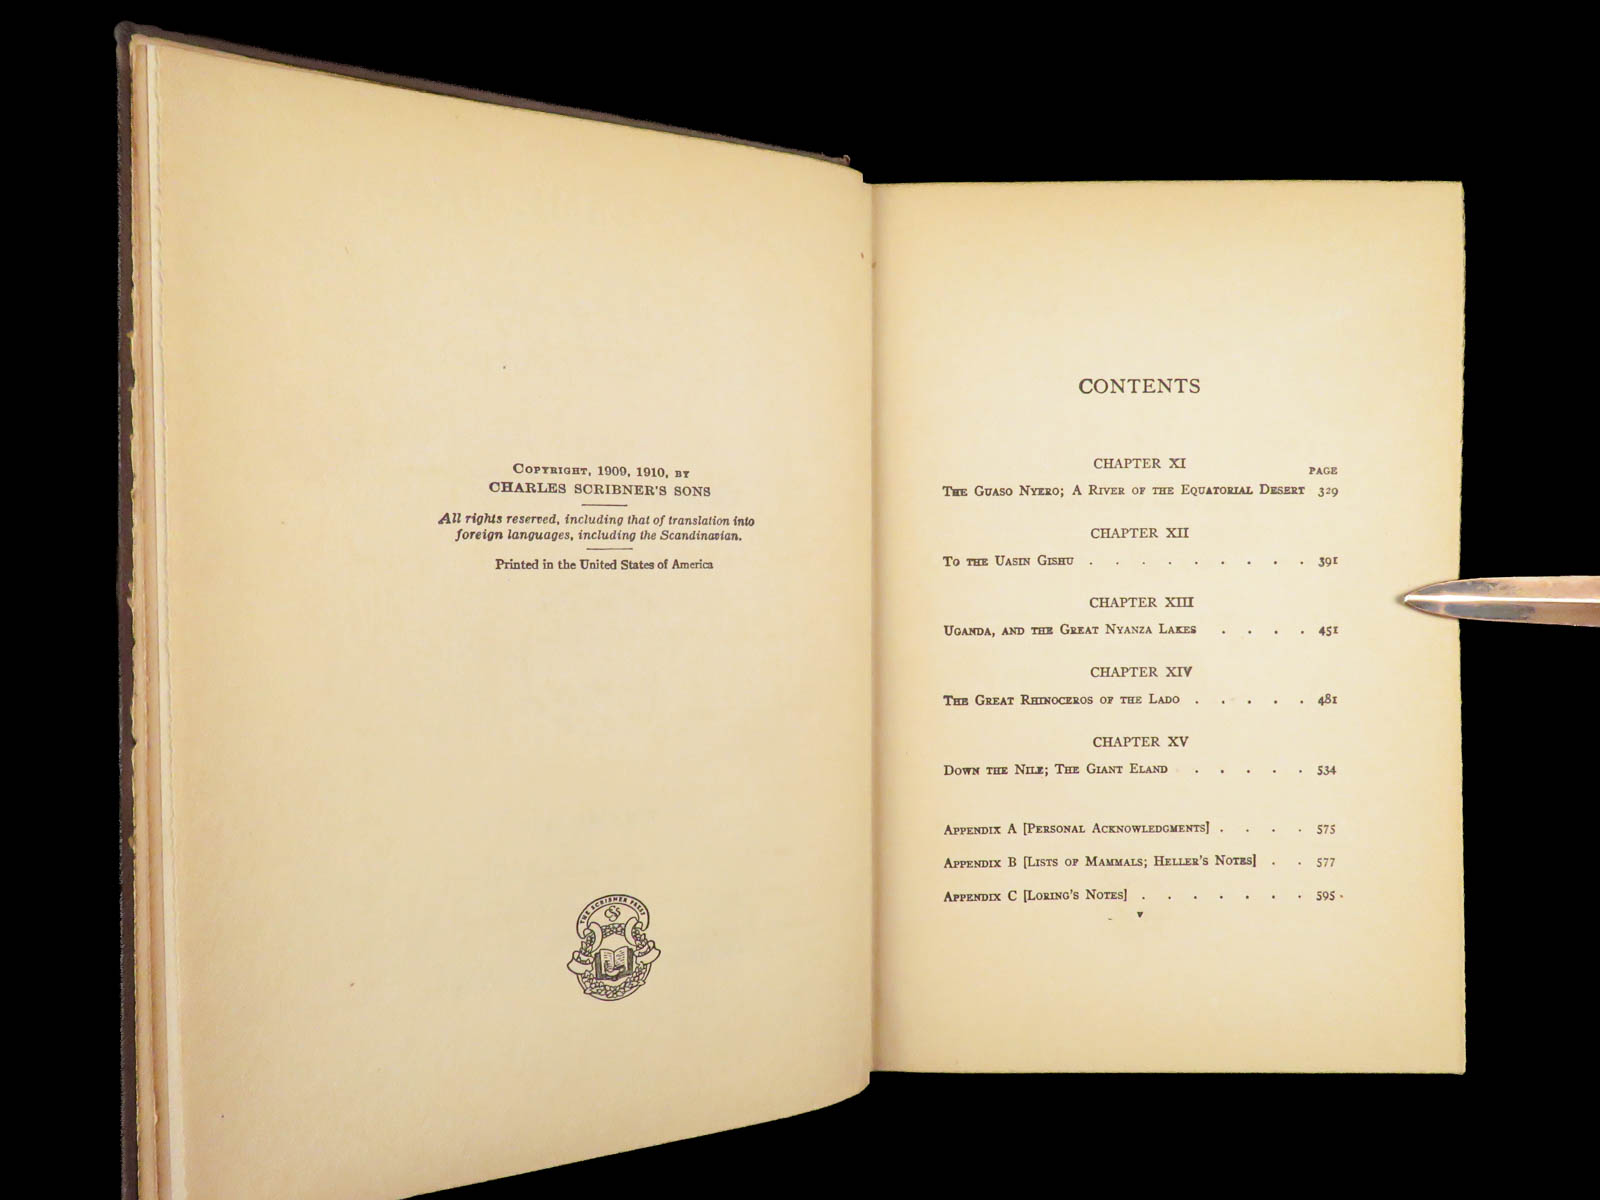 COPYRIGHT, 1909, 1910, BY
CHARLES SCRIBNER'S SONS
All rights reserved, including that of translation into
foreign languages, including the Scandinavian.
Printed in the United States of America
THE SCRIBNER PRESS
CSS
CONTENTS
CHAPTER XI
PAGE
THE GUASO NYERO; A RIVER OF THE EQUATORIAL DESERT 329
CHAPTER XII
TO THE UASIN GISHU . . . . . . . . . 391
CHAPTER XIII
UGANDA, AND THE GREAT NYANZA LAKES . . . . 451
CHAPTER XIV
THE GREAT RHINOCEROS OF THE LADO . . . . . 481
CHAPTER XV
DOWN THE NILE; THE GIANT ELAND . . . . . 534
APPENDIX A [PERSONAL ACKNOWLEDGMENTS] . . . . 575
APPENDIX B [LISTS OF MAMMALS; HELLER'S NOTES] . . 577
APPENDIX C [LORING'S NOTES] . . . . . . . 595
v